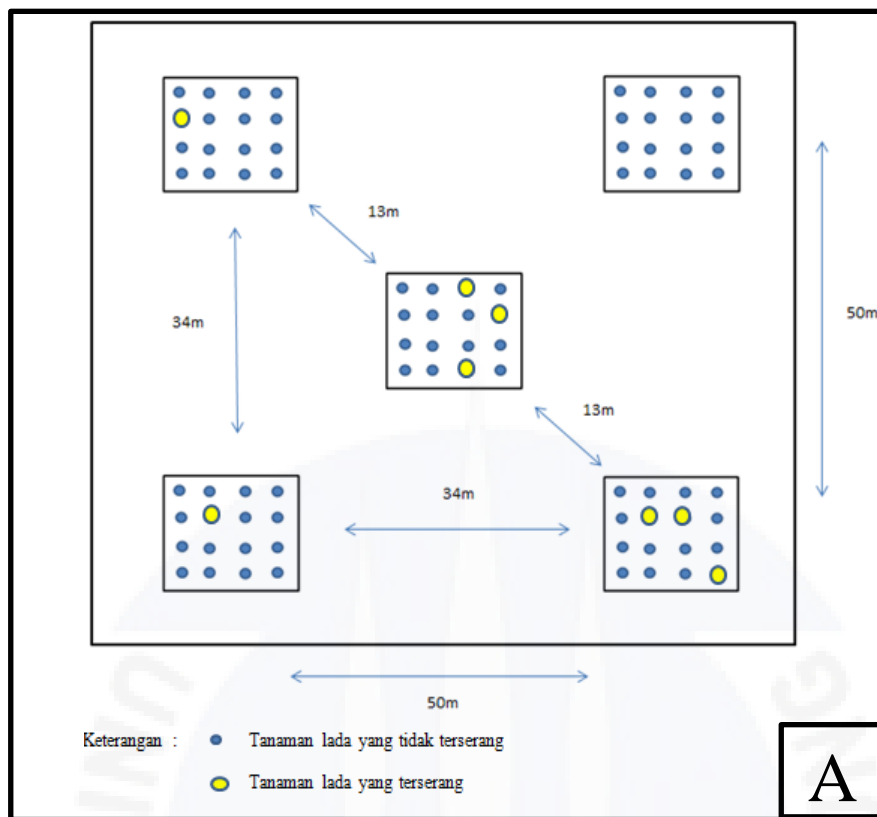 13m
34m
50m
13m
34m
50m
Keterangan :
Tanaman lada yang tidak terserang
Tanaman lada yang terserang
A